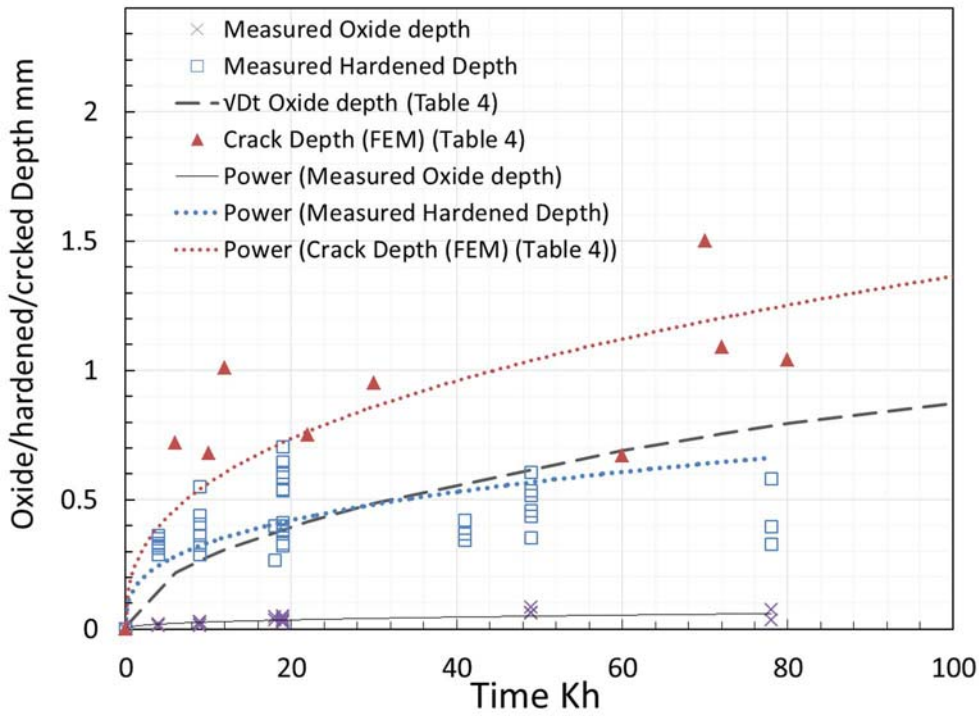 Oxide/hardened/crcked Depth mm
Measured Oxide depth
Measured Hardened Depth
√Dt Oxide depth (Table 4)
Crack Depth (FEM) (Table 4)
Power (Measured Oxide depth)
Power (Measured Hardened Depth)
Power (Crack Depth (FEM) (Table 4))
2
1.5
1
0.5
0
0 20 40 60 80 100
Time Kh